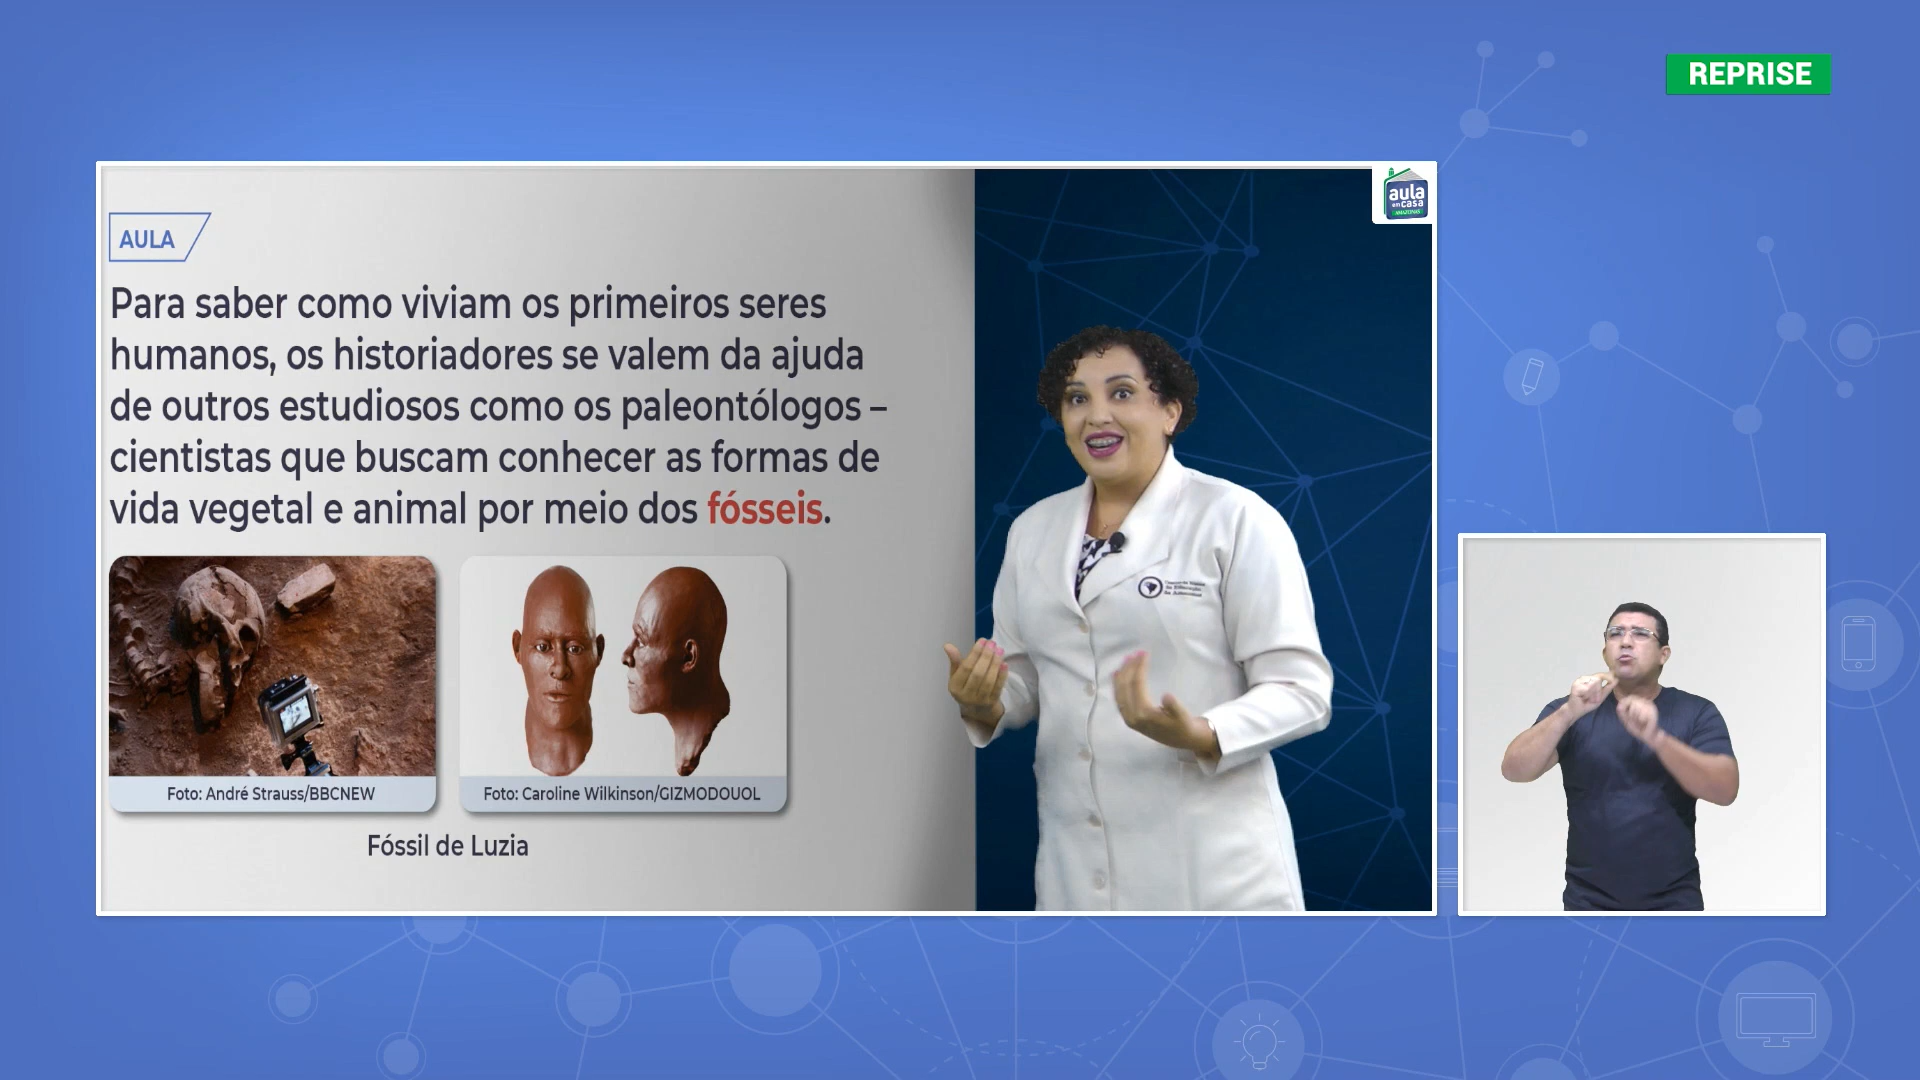 REPRISE
aula
em casa
AMAZONAS
AULA
Para saber como viviam os primeiros seres
humanos, os historiadores se valem da ajuda
de outros estudiosos como os paleontólogos –
cientistas que buscam conhecer as formas de
vida vegetal e animal por meio dos fósseis.
Foto: André Strauss/BBCNEW
Foto: Caroline Wilkinson/GIZMODOUOL
Fóssil de Luzia